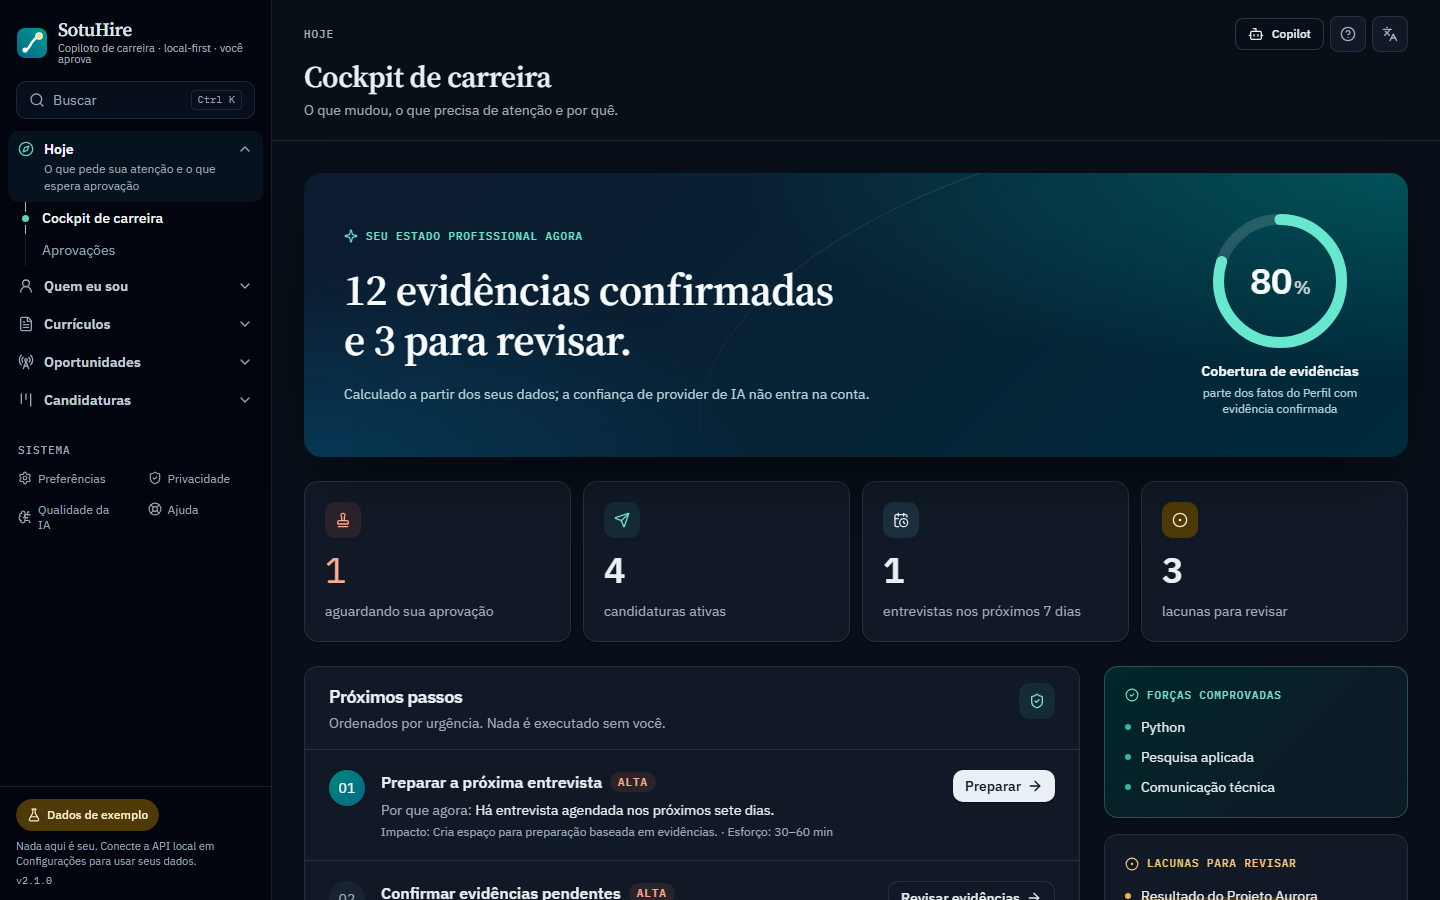 SotuHire
Copiloto de carreira · local-first · você
aprova
Buscar
Ctrl K
Hoje
O que pede sua atenção e o que
espera aprovação
Cockpit de carreira
Aprovações
Quem eu sou
Currículos
Oportunidades
Candidaturas
SISTEMA
Preferências
Privacidade
Qualidade da
IA
Ajuda
Dados de exemplo
Nada aqui é seu. Conecte a API local em
Configurações para usar seus dados.
v2.1.0
HOJE
Copilot
Cockpit de carreira
O que mudou, o que precisa de atenção e por quê.
SEU ESTADO PROFISSIONAL AGORA
12 evidências confirmadas
e 3 para revisar.
Calculado a partir dos seus dados; a confiança de provider de IA não entra na conta.
80%
Cobertura de evidências
parte dos fatos do Perfil com
evidência confirmada
1
aguardando sua aprovação
4
candidaturas ativas
1
entrevistas nos próximos 7 dias
3
lacunas para revisar
Próximos passos
Ordenados por urgência. Nada é executado sem você.
01
Preparar a próxima entrevista ALTA
Por que agora: Há entrevista agendada nos próximos sete dias.
Impacto: Cria espaço para preparação baseada em evidências. · Esforço: 30–60 min
Preparar
02
Confirmar evidências pendentes ALTA
Revisar evidências
FORÇAS COMPROVADAS
Python
Pesquisa aplicada
Comunicação técnica
LACUNAS PARA REVISAR
Resultado do Projeto Aurora